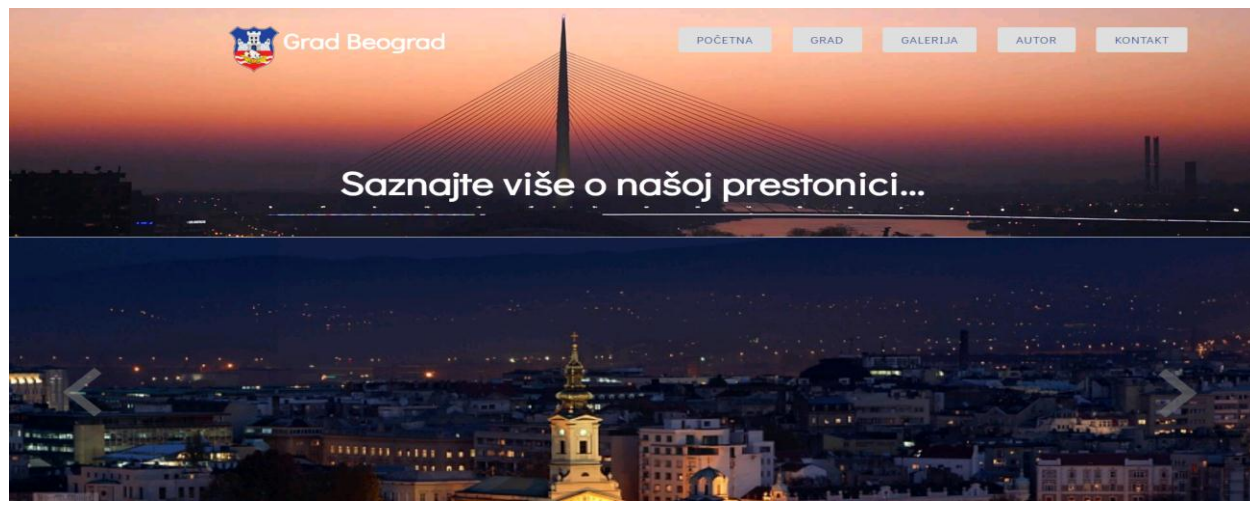 Grad Beograd
POČETNA GRAD GALERIJA AUTOR KONTAKT
Saznajte više o našoj prestonici...